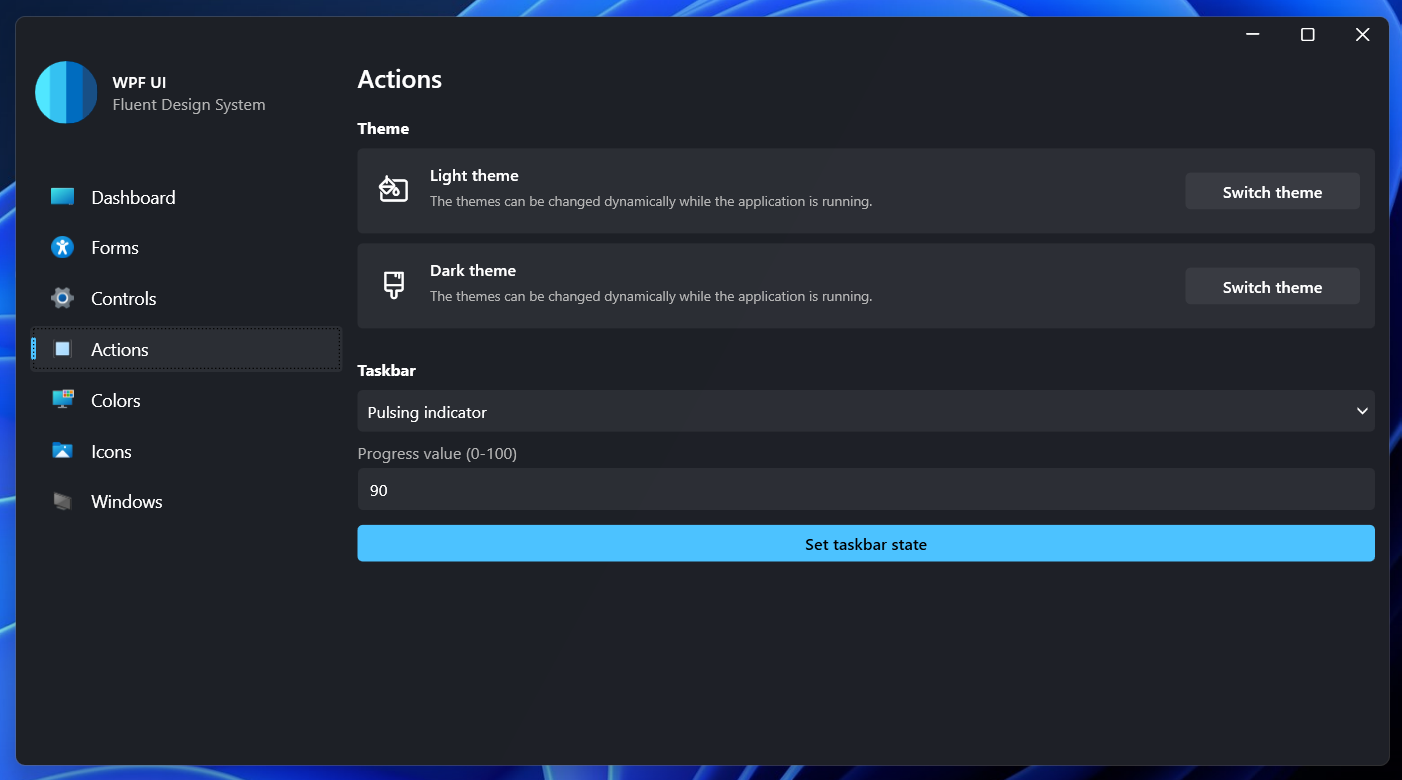 WPF UI
Fluent Design System
Dashboard
Forms
Controls
Actions
Colors
Icons
Windows
Actions
Theme
Light theme
The themes can be changed dynamically while the application is running.
Switch theme
Dark theme
The themes can be changed dynamically while the application is running.
Switch theme
Taskbar
Pulsing indicator
Progress value (0-100)
90
Set taskbar state